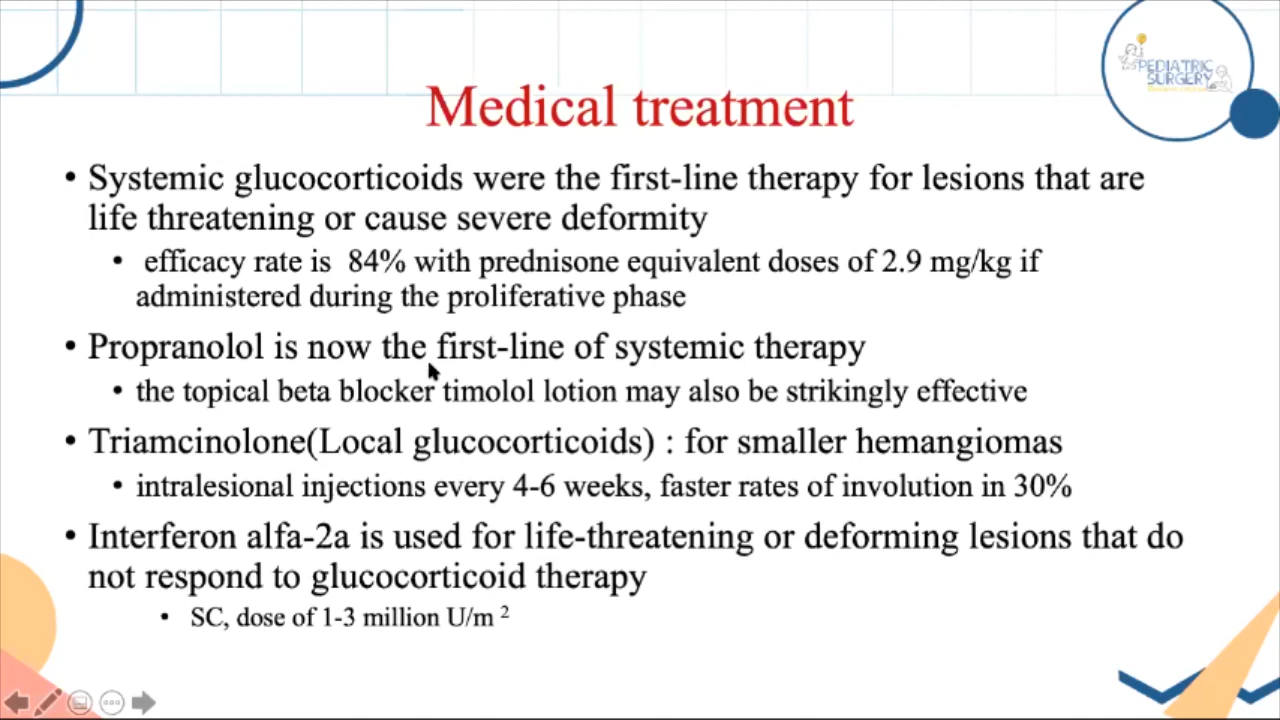 PEDIATRIC
SURGERY
Medical treatment
• Systemic glucocorticoids were the first-line therapy for lesions that are
life threatening or cause severe deformity
• efficacy rate is 84% with prednisone equivalent doses of 2.9 mg/kg if
administered during the proliferative phase
• Propranolol is now the first-line of systemic therapy
• the topical beta blocker timolol lotion may also be strikingly effective
• Triamcinolone(Local glucocorticoids) : for smaller hemangiomas
• intralesional injections every 4-6 weeks, faster rates of involution in 30%
• Interferon alfa-2a is used for life-threatening or deforming lesions that do
not respond to glucocorticoid therapy
• SC, dose of 1-3 million U/m ²